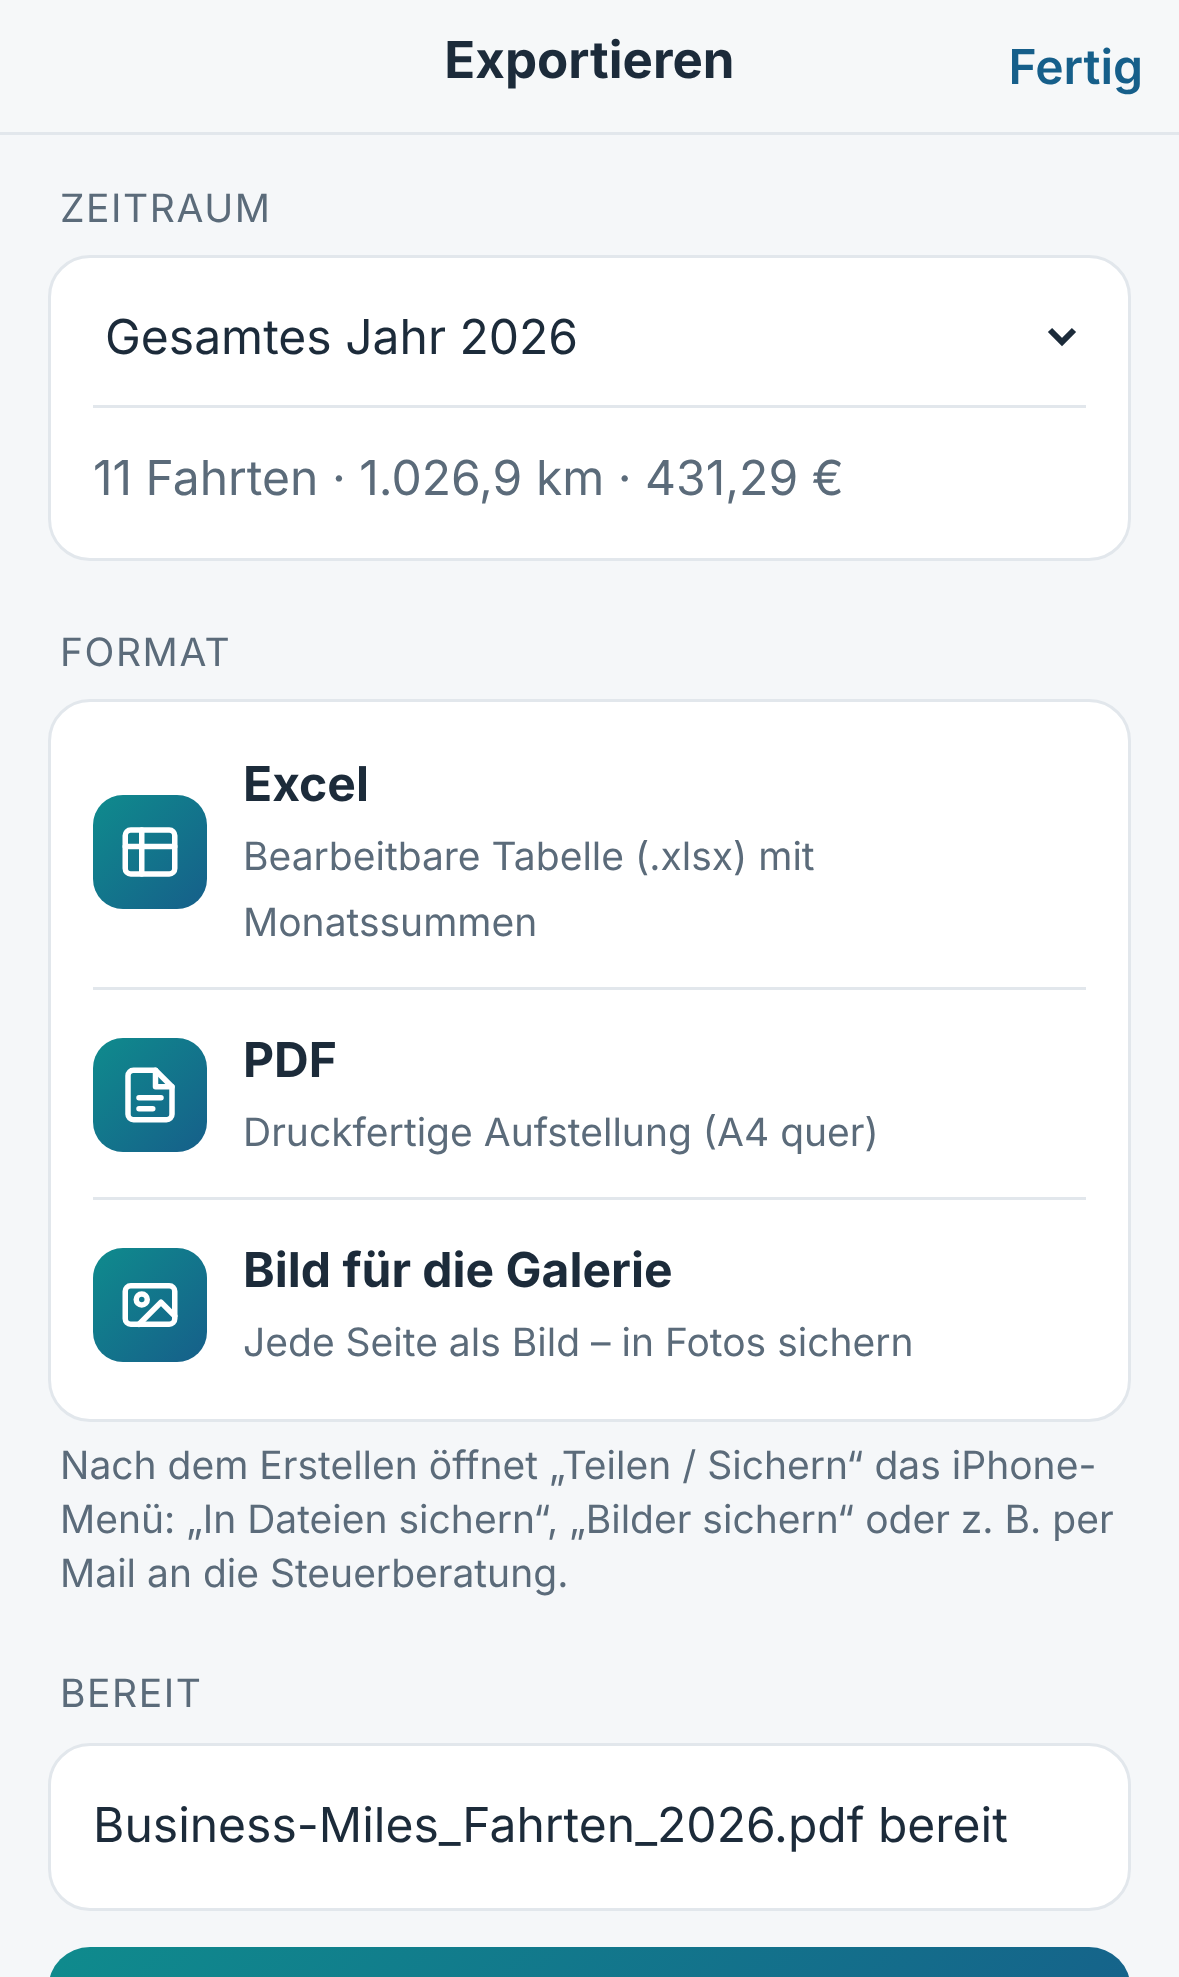 Exportieren
Fertig
ZEITRAUM
Gesamtes Jahr 2026
11 Fahrten · 1.026,9 km · 431,29 €
FORMAT
Excel
Bearbeitbare Tabelle (.xlsx) mit
Monatssummen
PDF
Druckfertige Aufstellung (A4 quer)
Bild für die Galerie
Jede Seite als Bild – in Fotos sichern
Nach dem Erstellen öffnet „Teilen / Sichern“ das iPhone-
Menü: „In Dateien sichern“, „Bilder sichern“ oder z. B. per
Mail an die Steuerberatung.
BEREIT
Business-Miles_Fahrten_2026.pdf bereit